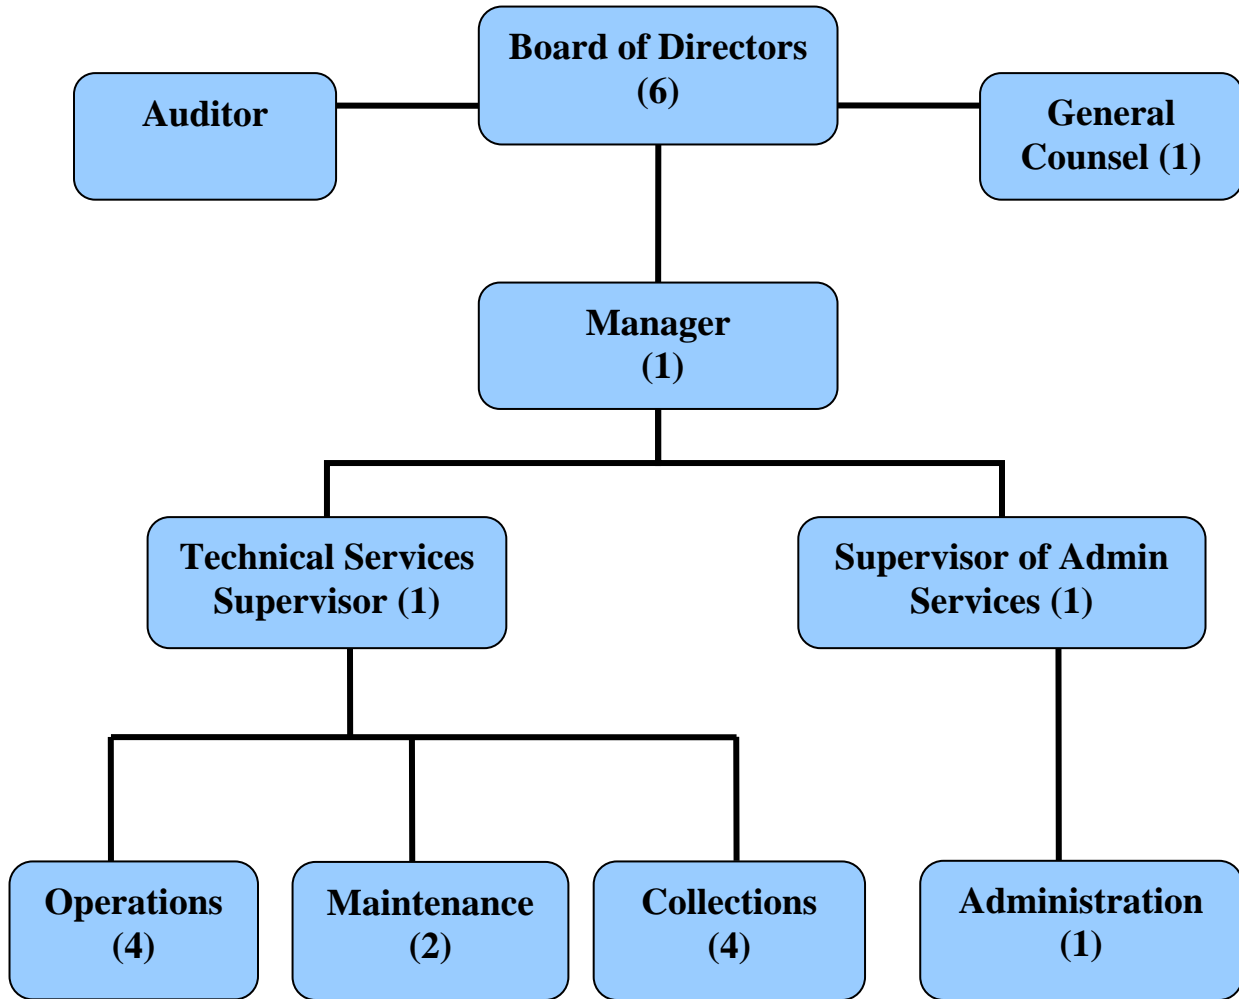 Board of Directors
(6)
Auditor
General
Counsel (1)
Manager
(1)
Technical Services
Supervisor (1)
Supervisor of Admin
Services (1)
Operations
(4)
Maintenance
(2)
Collections
(4)
Administration
(1)